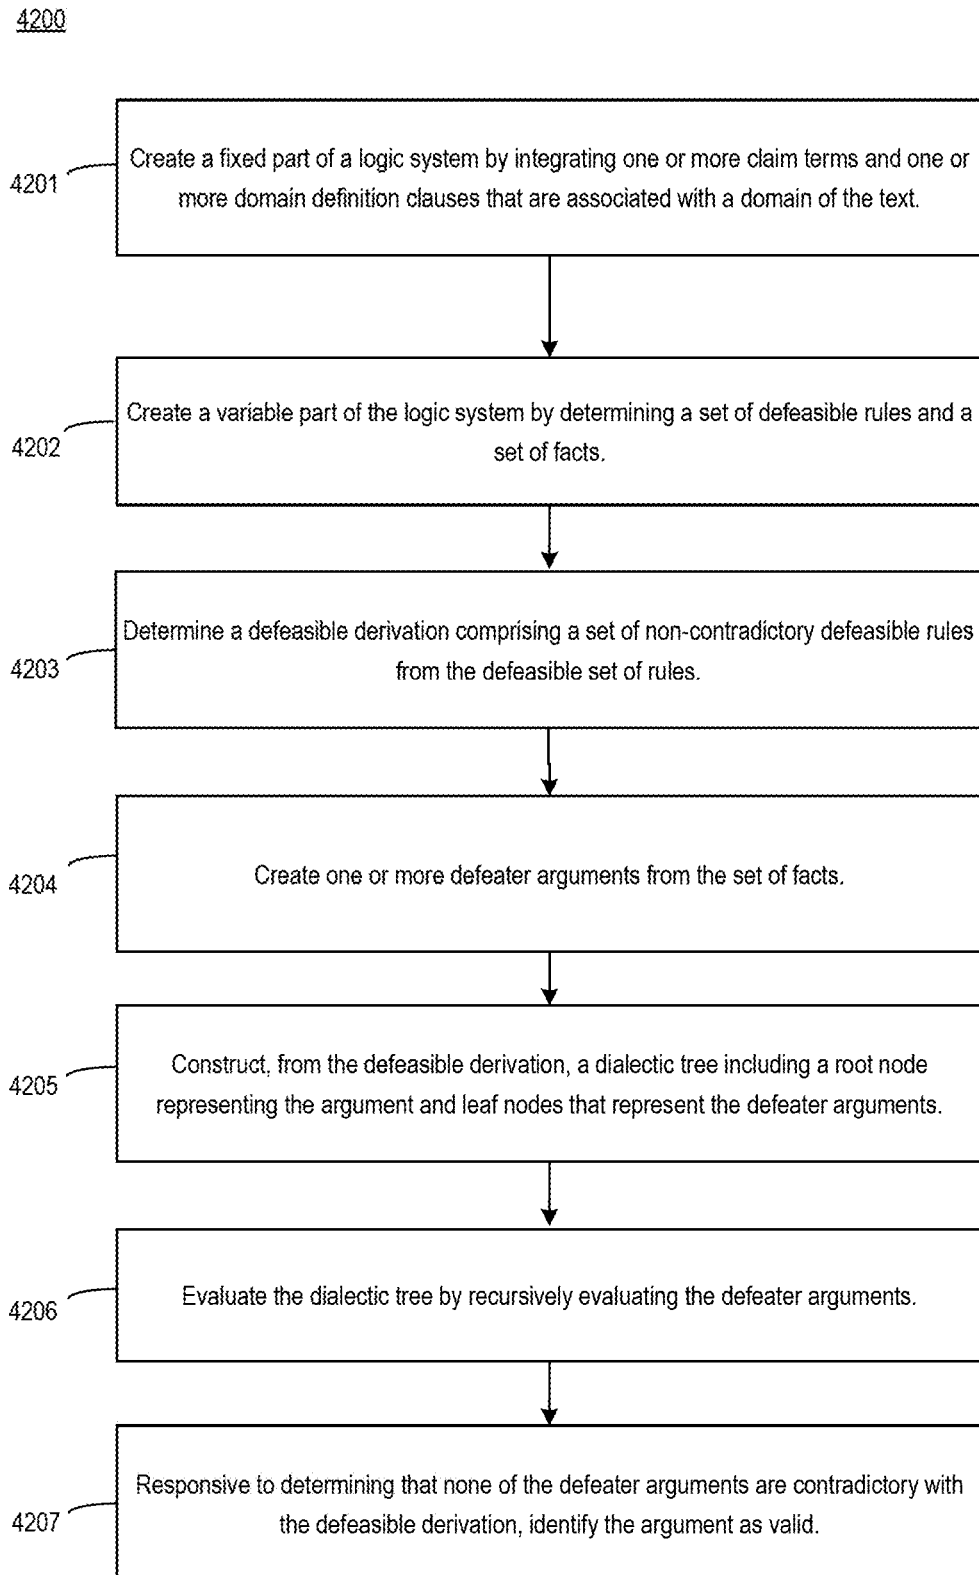 4200
Create a fixed part of a logic system by integrating one or more claim terms and one or
more domain definition clauses that are associated with a domain of the text.
4201
Create a variable part of the logic system by determining a set of defeasible rules and a
set of facts.
4202
Determine a defeasible derivation comprising a set of non-contradictory defeasible rules
from the defeasible set of rules.
4203
Create one or more defeater arguments from the set of facts.
4204
Construct, from the defeasible derivation, a dialectic tree including a root node
representing the argument and leaf nodes that represent the defeater arguments.
4205
Evaluate the dialectic tree by recursively evaluating the defeater arguments.
4206
Responsive to determining that none of the defeater arguments are contradictory with
the defeasible derivation, identify the argument as valid.
4207